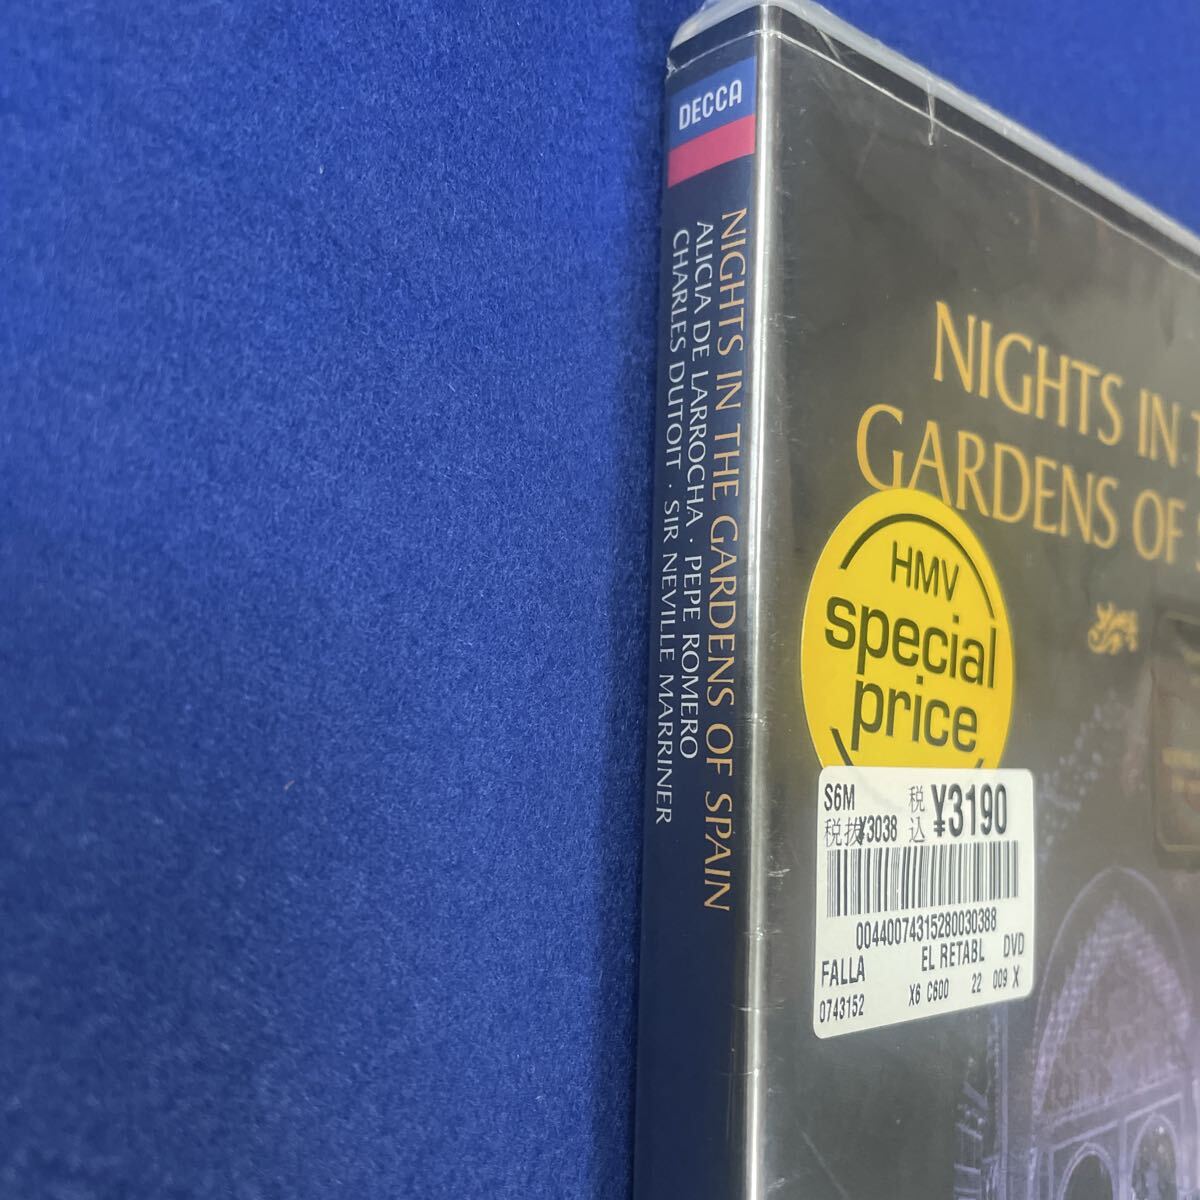 DECCA
NIGHTS IN THE GARDENS OF SPAIN
ALICIA DE LARROCHA · PEPE ROMERO
CHARLES DUTOIT · SIR NEVILLE MARRINER
NIGHTS IN
GARDENS OF
HMV
special
price
S6M 税込 ¥3190
税抜¥3038
00440074315280030388
FALLA EL RETABL DVD
0743152 X6 C600 22 009 X